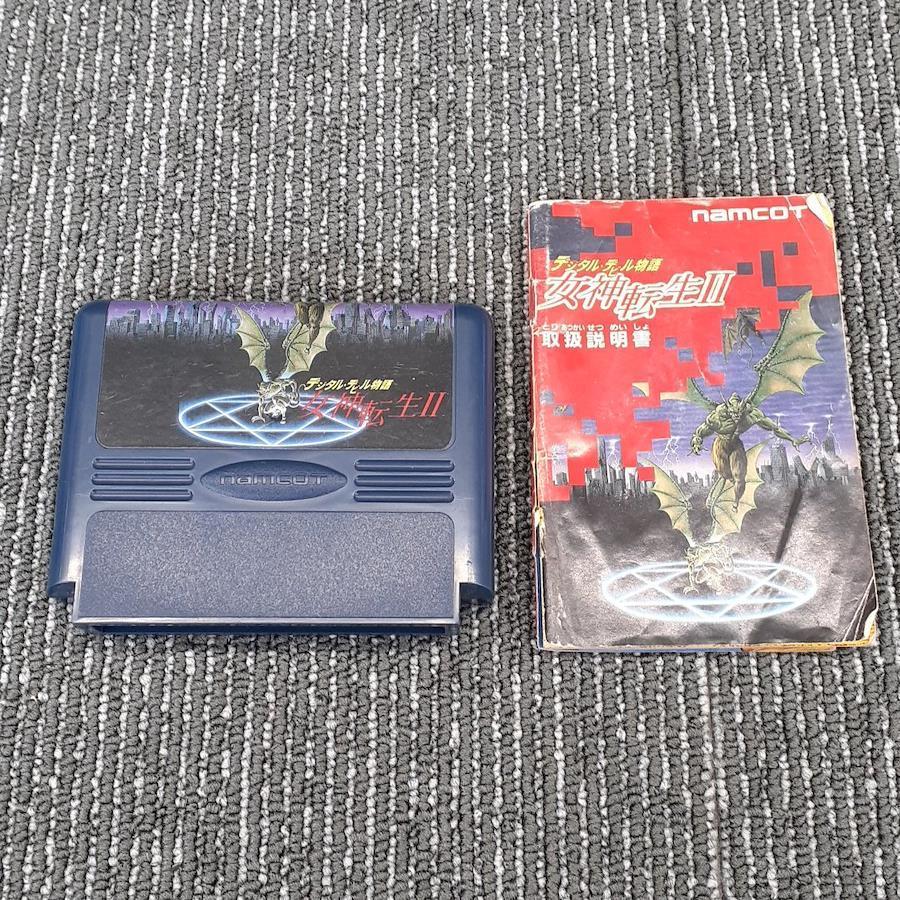 デジタル・デビル物語
女神転生II
namcot
namcot
デジタル・デビル物語
女神転生II
とりあつかいせつめいしょ
取扱説明書